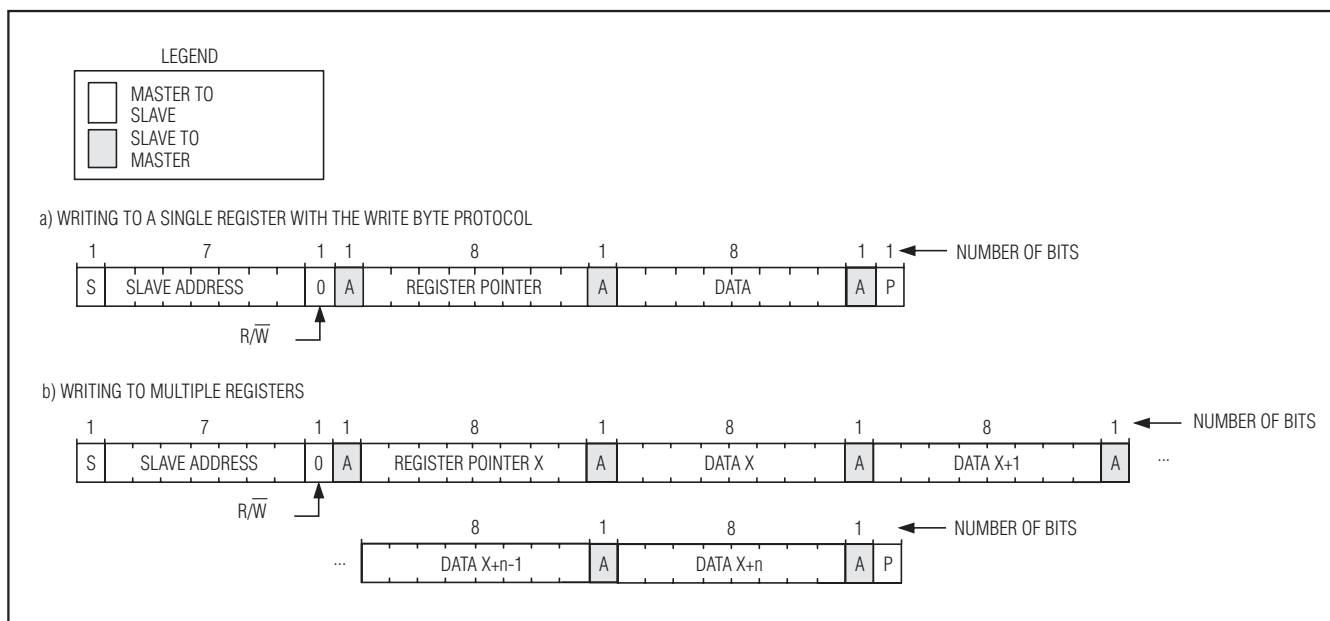 LEGEND
MASTER TO
SLAVE
SLAVE TO
MASTER
a) WRITING TO A SINGLE REGISTER WITH THE WRITE BYTE PROTOCOL
1 7 1 1 8 1 8 1 1 NUMBER OF BITS
S SLAVE ADDRESS 0 A REGISTER POINTER A DATA A P
R/W̅
b) WRITING TO MULTIPLE REGISTERS
1 7 1 1 8 1 8 1 8 1 NUMBER OF BITS
S SLAVE ADDRESS 0 A REGISTER POINTER X A DATA X A DATA X+1 A ...
R/W̅
8 1 8 1 NUMBER OF BITS
... DATA X+n-1 A DATA X+n A P